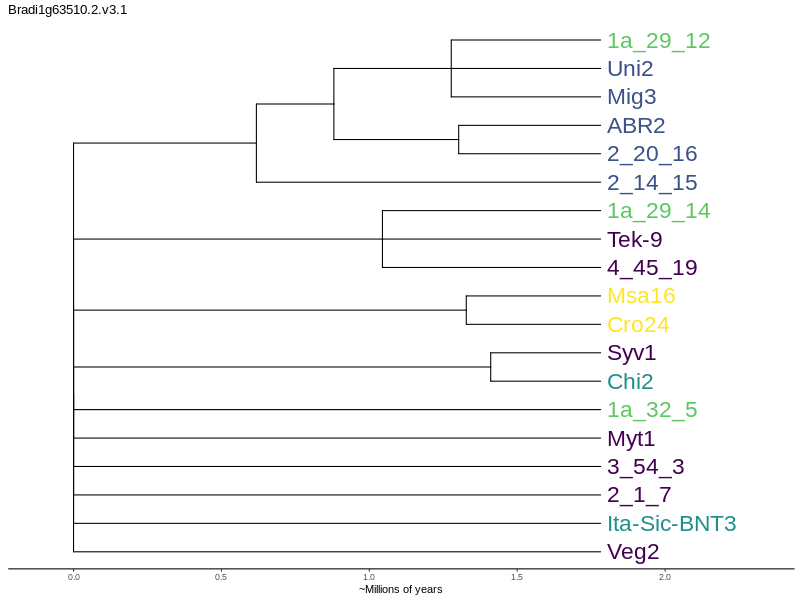 Bradi1g63510.2.v3.1
1a_29_12
Uni2
Mig3
ABR2
2_20_16
2_14_15
1a_29_14
Tek-9
4_45_19
Msa16
Cro24
Syv1
Chi2
1a_32_5
Myt1
3_54_3
2_1_7
Ita-Sic-BNT3
Veg2
0.0 0.5 1.0 1.5 2.0
~Millions of years